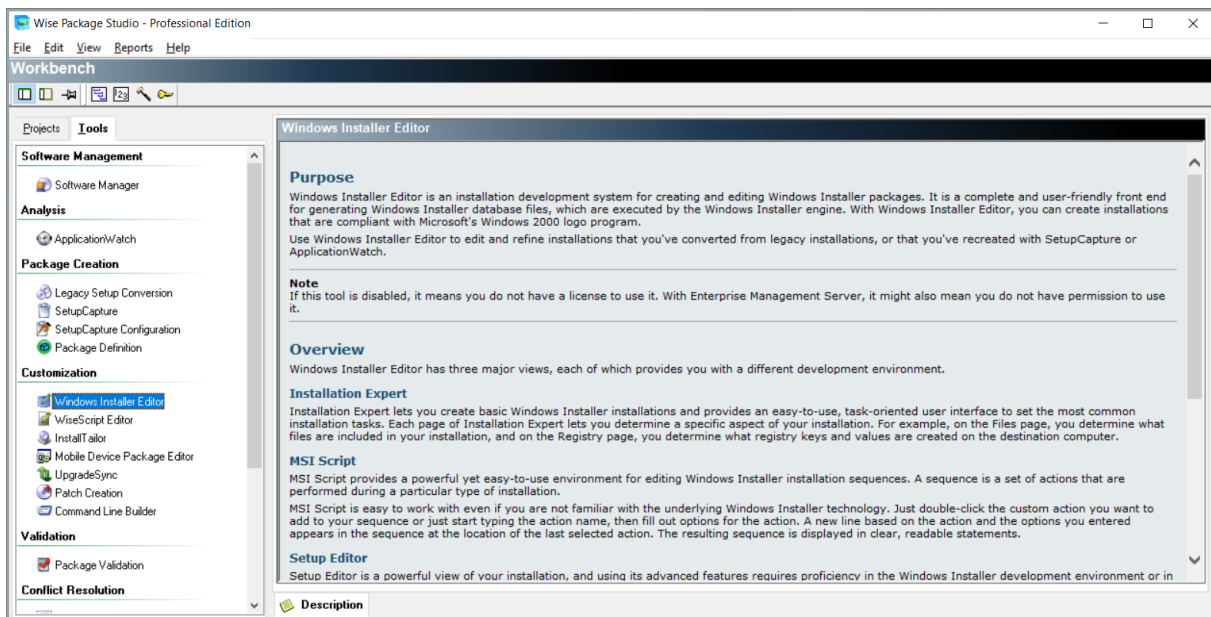 Wise Package Studio - Professional Edition
File Edit View Reports Help
Workbench
Projects Tools
Software Management
Software Manager
Analysis
ApplicationWatch
Package Creation
Legacy Setup Conversion
SetupCapture
SetupCapture Configuration
Package Definition
Customization
Windows Installer Editor
WiseScript Editor
InstallTailor
Mobile Device Package Editor
UpgradeSync
Patch Creation
Command Line Builder
Validation
Package Validation
Conflict Resolution
Windows Installer Editor
Purpose
Windows Installer Editor is an installation development system for creating and editing Windows Installer packages. It is a complete and user-friendly front end
for generating Windows Installer database files, which are executed by the Windows Installer engine. With Windows Installer Editor, you can create installations
that are compliant with Microsoft's Windows 2000 logo program.
Use Windows Installer Editor to edit and refine installations that you've converted from legacy installations, or that you've recreated with SetupCapture or
ApplicationWatch.
Note
If this tool is disabled, it means you do not have a license to use it. With Enterprise Management Server, it might also mean you do not have permission to use
it.
Overview
Windows Installer Editor has three major views, each of which provides you with a different development environment.
Installation Expert
Installation Expert lets you create basic Windows Installer installations and provides an easy-to-use, task-oriented user interface to set the most common
installation tasks. Each page of Installation Expert lets you determine a specific aspect of your installation. For example, on the Files page, you determine what
files are included in your installation, and on the Registry page, you determine what registry keys and values are created on the destination computer.
MSI Script
MSI Script provides a powerful yet easy-to-use environment for editing Windows Installer installation sequences. A sequence is a set of actions that are
performed during a particular type of installation.
MSI Script is easy to work with even if you are not familiar with the underlying Windows Installer technology. Just double-click the custom action you want to
add to your sequence or just start typing the action name, then fill out options for the action. A new line based on the action and the options you entered
appears in the sequence at the location of the last selected action. The resulting sequence is displayed in clear, readable statements.
Setup Editor
Setup Editor is a powerful view of your installation, and using its advanced features requires proficiency in the Windows Installer development environment or in
Description